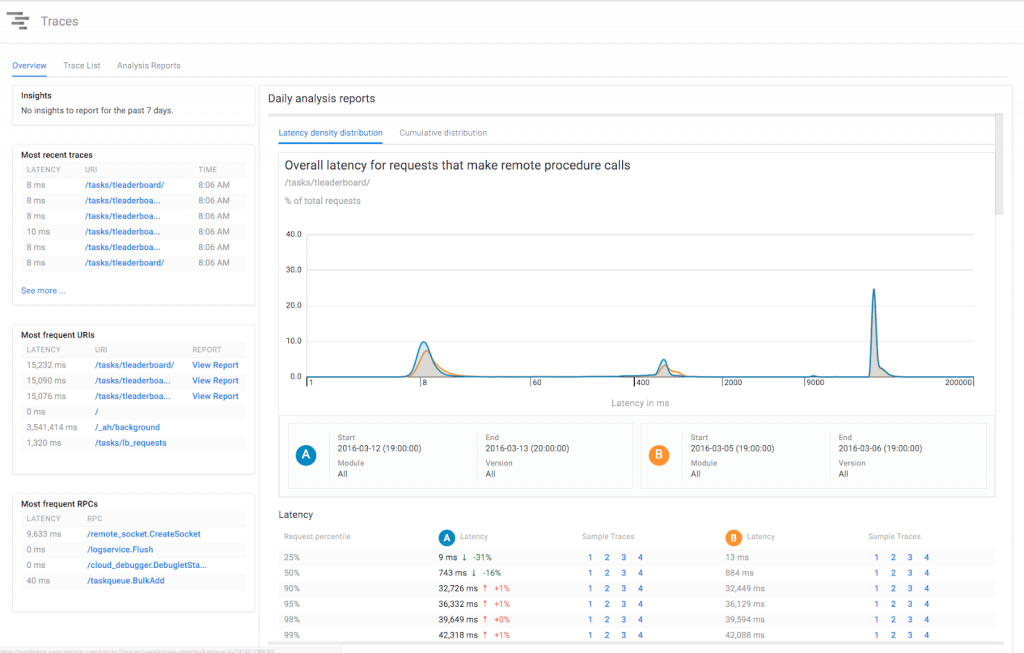 Traces
Overview Trace List Analysis Reports
Insights
No insights to report for the past 7 days.
Most recent traces
LATENCY URI TIME
8 ms /tasks/tleaderboard/ 8:06 AM
8 ms /tasks/tleaderboa... 8:06 AM
8 ms /tasks/tleaderboa... 8:06 AM
10 ms /tasks/tleaderboa... 8:06 AM
8 ms /tasks/tleaderboa... 8:06 AM
8 ms /tasks/tleaderboard/ 8:06 AM
See more ...
Most frequent URIs
LATENCY URI REPORT
15,232 ms /tasks/tleaderboard/ View Report
15,090 ms /tasks/tleaderboa... View Report
15,076 ms /tasks/tleaderboa... View Report
0 ms /
3,541,414 ms /_ah/background
1,320 ms /tasks/lb_requests
Most frequent RPCs
LATENCY RPC
9,633 ms /remote_socket.CreateSocket
0 ms /logservice.Flush
0 ms /cloud_debugger.DebugletSta...
40 ms /taskqueue.BulkAdd
Daily analysis reports
Latency density distribution Cumulative distribution
Overall latency for requests that make remote procedure calls
/tasks/tleaderboard/
% of total requests
40.0
30.0
20.0
10.0
0.0
1 8 60 400 2000 9000 200000
Latency in ms
A Start 2016-03-12 (19:00:00) End 2016-03-13 (20:00:00)
Module All Version All
B Start 2016-03-05 (19:00:00) End 2016-03-06 (19:00:00)
Module All Version All
Latency
Request percentile A Latency Sample Traces B Latency Sample Traces
25% 9 ms ↓ -31% 1 2 3 4 13 ms 1 2 3 4
50% 743 ms ↓ -16% 1 2 3 4 884 ms 1 2 3 4
90% 32,726 ms ↑ +1% 1 2 3 4 32,449 ms 1 2 3 4
95% 36,332 ms ↑ +1% 1 2 3 4 36,129 ms 1 2 3 4
98% 39,649 ms ↑ +0% 1 2 3 4 39,594 ms 1 2 3 4
99% 42,318 ms ↑ +1% 1 2 3 4 42,088 ms 1 2 3 4